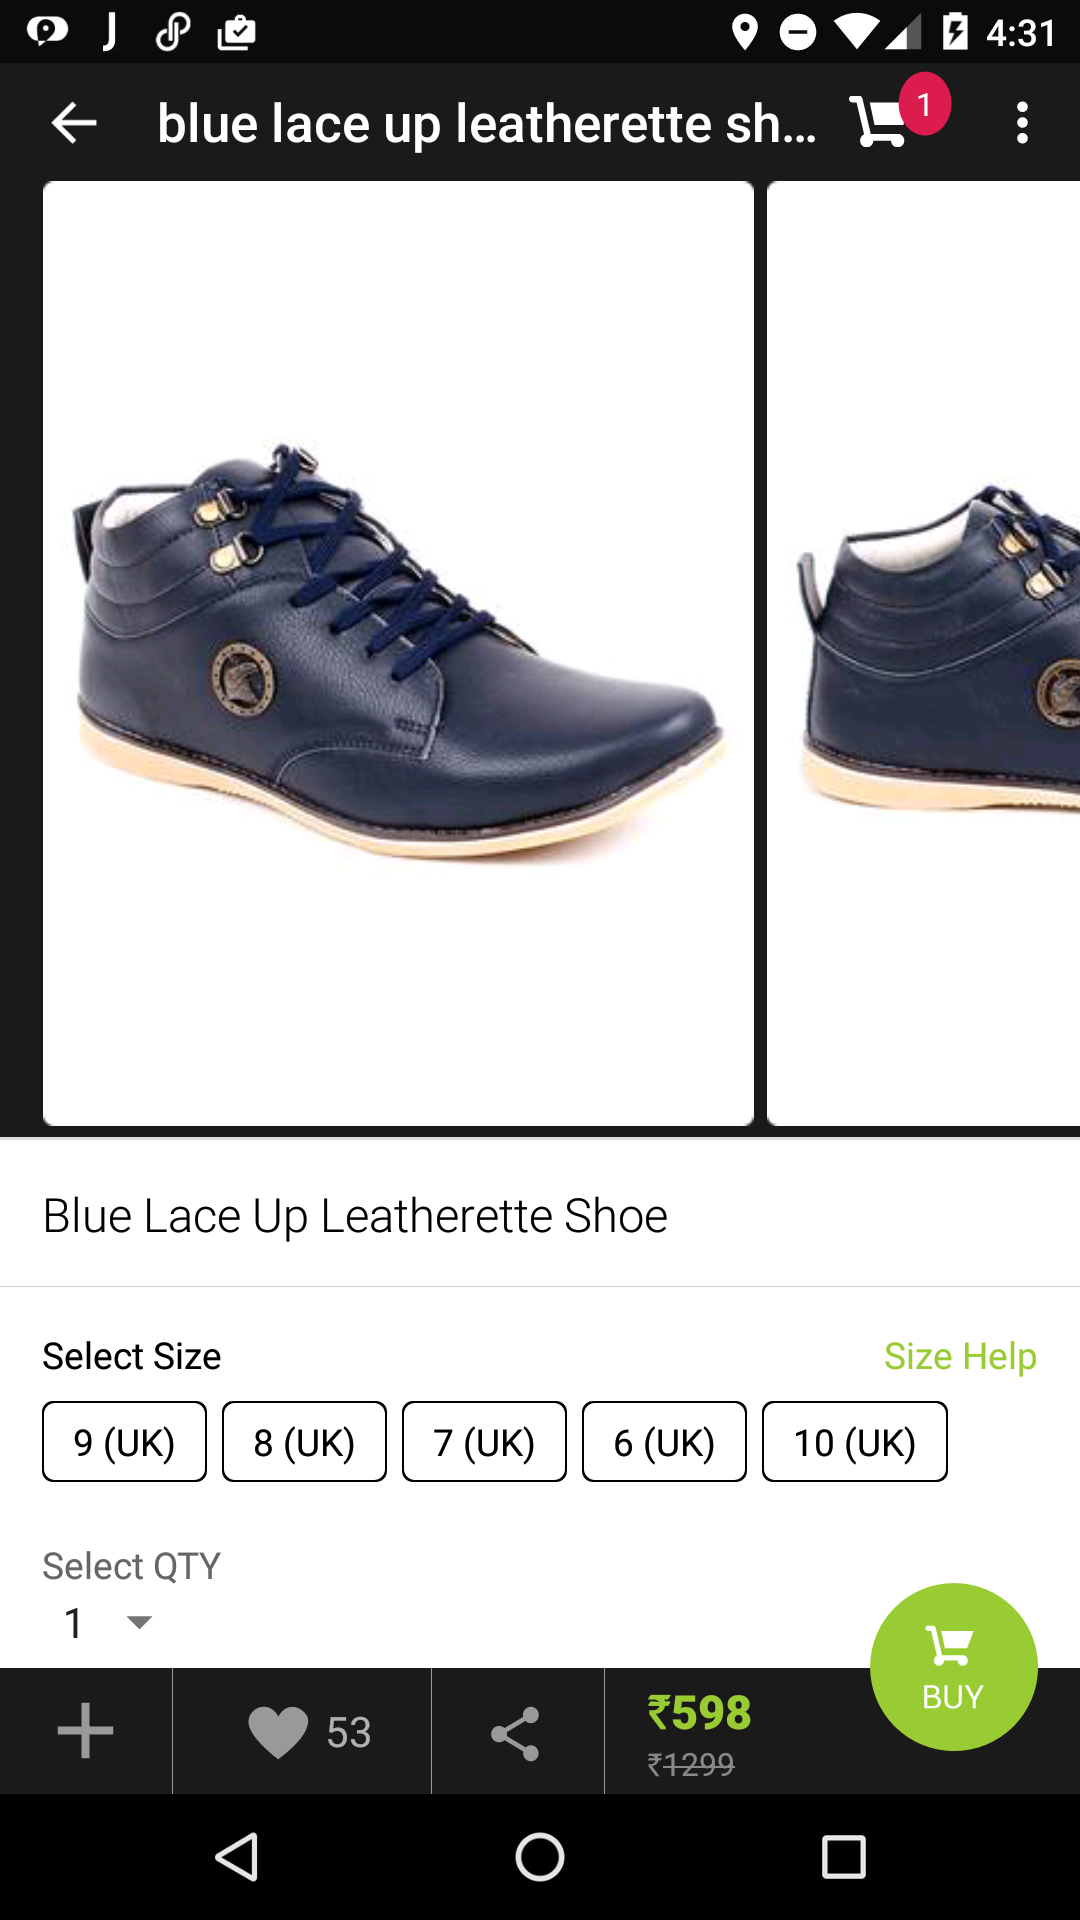 4:31
blue lace up leatherette sh...
1
Blue Lace Up Leatherette Shoe
Select Size
Size Help
9 (UK)
8 (UK)
7 (UK)
6 (UK)
10 (UK)
Select QTY
1
BUY
53
₹598
₹1299